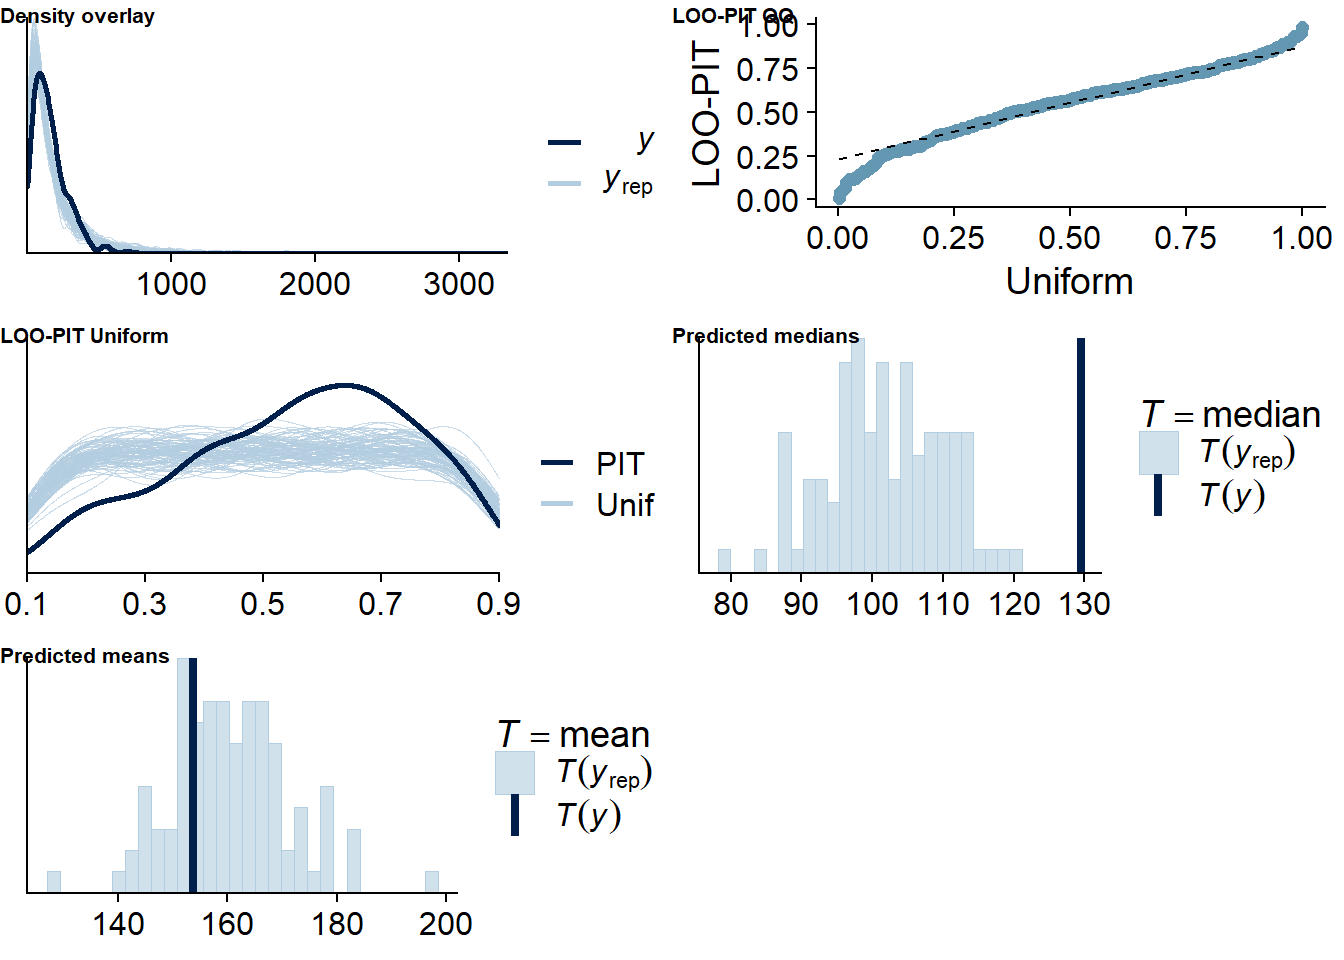 Density overlay
y
yrep
1000 2000 3000
LOO-PIT QQ
LOO-PIT
1.00
0.75
0.50
0.25
0.00
0.00 0.25 0.50 0.75 1.00
Uniform
LOO-PIT Uniform
PIT
Unif
0.1 0.3 0.5 0.7 0.9
Predicted medians
T = median
T(yrep)
T(y)
80 90 100 110 120 130
Predicted means
T = mean
T(yrep)
T(y)
140 160 180 200